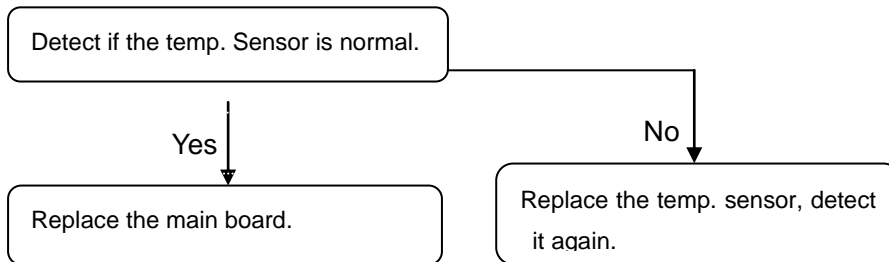 Detect if the temp. Sensor is normal.
Yes
No
Replace the main board.
Replace the temp. sensor, detect
it again.